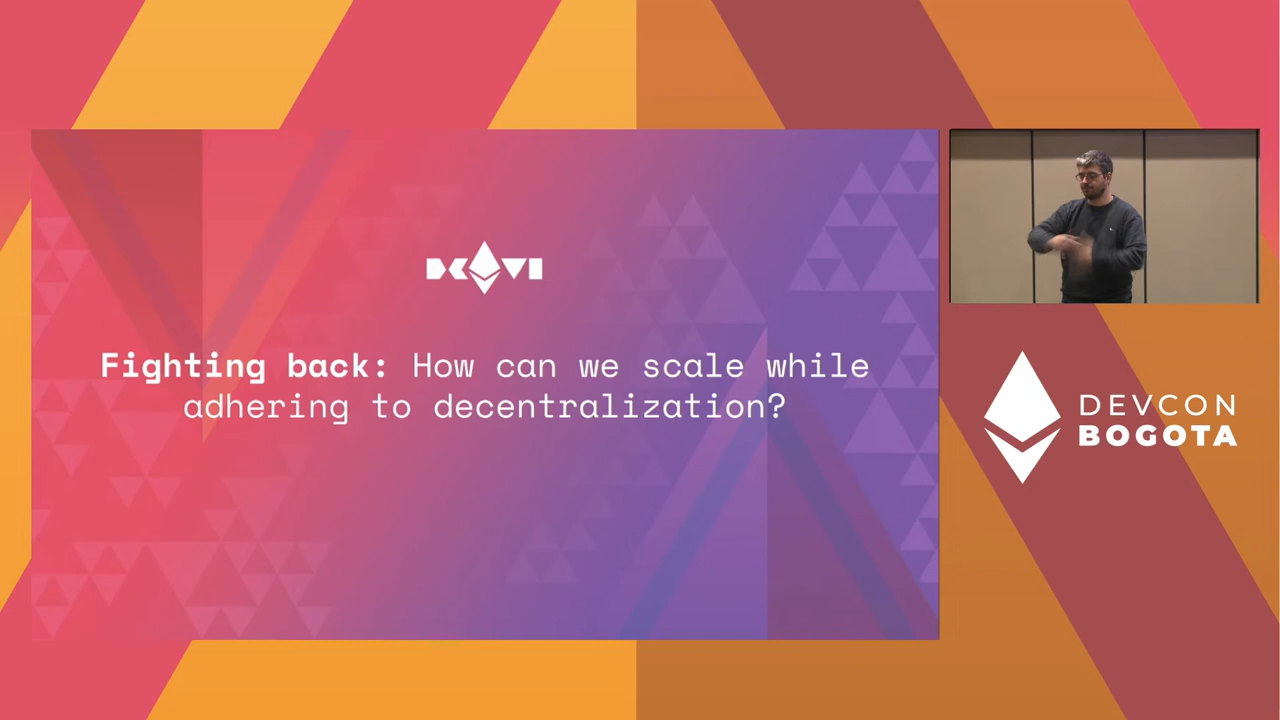 Fighting back: How can we scale while
adhering to decentralization?
DEVCON
BOGOTA